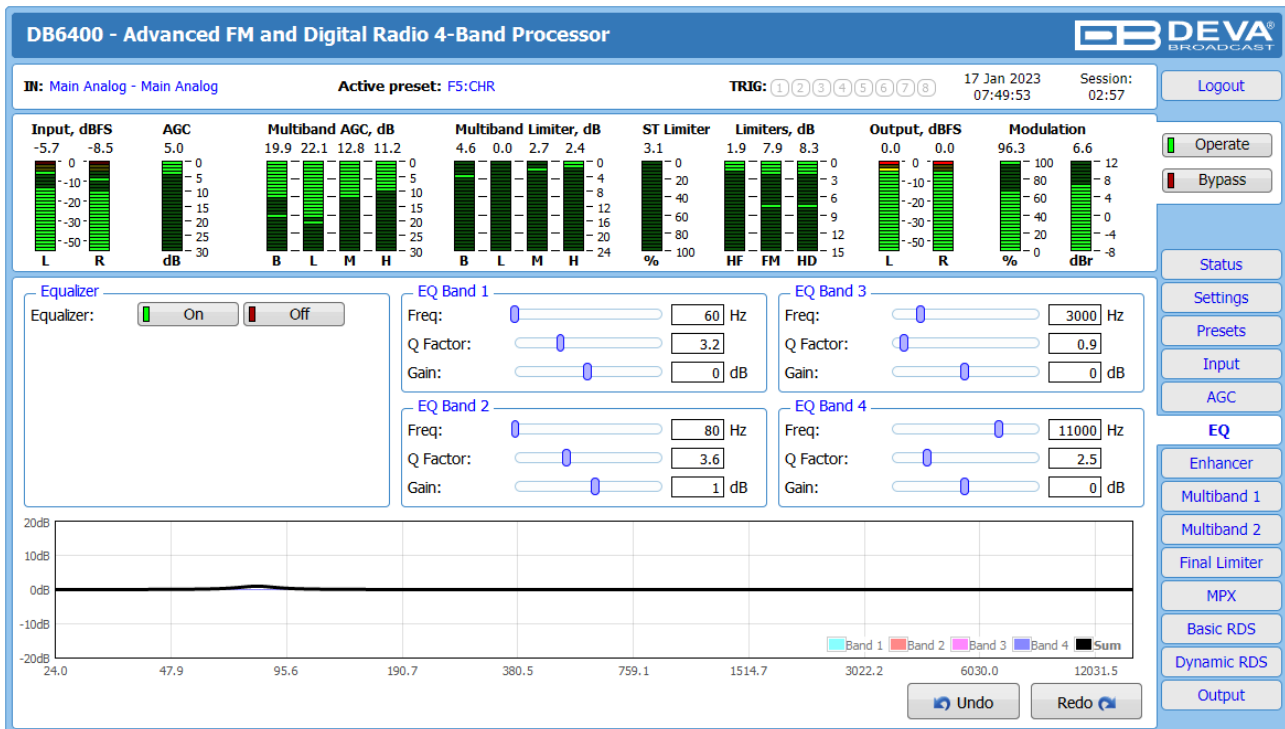 DB6400 - Advanced FM and Digital Radio 4-Band Processor
DEVA®
BROADCAST
IN: Main Analog - Main Analog
Active preset: F5:CHR
TRIG: 1 2 3 4 5 6 7 8
17 Jan 2023
07:49:53
Session:
02:57
Logout
Input, dBFS AGC Multiband AGC, dB Multiband Limiter, dB ST Limiter Limiters, dB Output, dBFS Modulation
-5.7 -8.5 5.0 19.9 22.1 12.8 11.2 4.6 0.0 2.7 2.4 3.1 1.9 7.9 8.3 0.0 0.0 96.3 6.6
0 -10 -20 -30 -50
0 5 10 15 20 25 30
0 5 10 15 20 25 30
0 4 8 12 16 20 24
0 20 40 60 80 100
0 3 6 9 12 15
0 -10 -20 -30 -50
100 80 60 40 20 0
12 8 4 0 -4 -8
L R dB B L M H B L M H % HF FM HD L R % dBr
Operate
Bypass
Equalizer
Equalizer: On Off
EQ Band 1
Freq: 60 Hz
Q Factor: 3.2
Gain: 0 dB
EQ Band 2
Freq: 80 Hz
Q Factor: 3.6
Gain: 1 dB
EQ Band 3
Freq: 3000 Hz
Q Factor: 0.9
Gain: 0 dB
EQ Band 4
Freq: 11000 Hz
Q Factor: 2.5
Gain: 0 dB
20dB
10dB
0dB
-10dB
-20dB
Band 1 Band 2 Band 3 Band 4 Sum
24.0 47.9 95.6 190.7 380.5 759.1 1514.7 3022.2 6030.0 12031.5
Undo
Redo
Status
Settings
Presets
Input
AGC
EQ
Enhancer
Multiband 1
Multiband 2
Final Limiter
MPX
Basic RDS
Dynamic RDS
Output